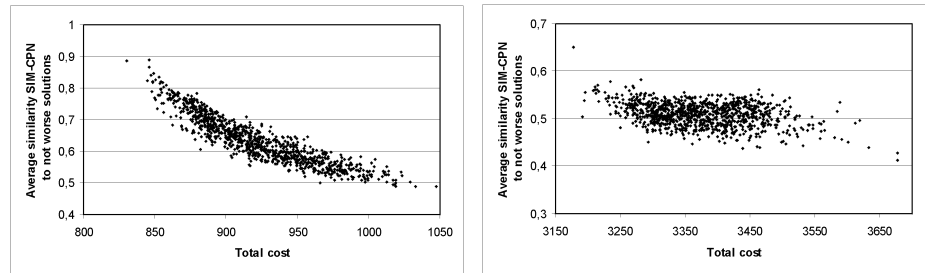 1
0,9
0,8
0,7
0,6
0,5
0,4
800 850 900 950 1000 1050
Total cost
Average similarity SIM-CPN
to not worse solutions
0,7
0,6
0,5
0,4
0,3
3150 3250 3350 3450 3550 3650
Total cost
Average similarity SIM-CPN
to not worse solutions